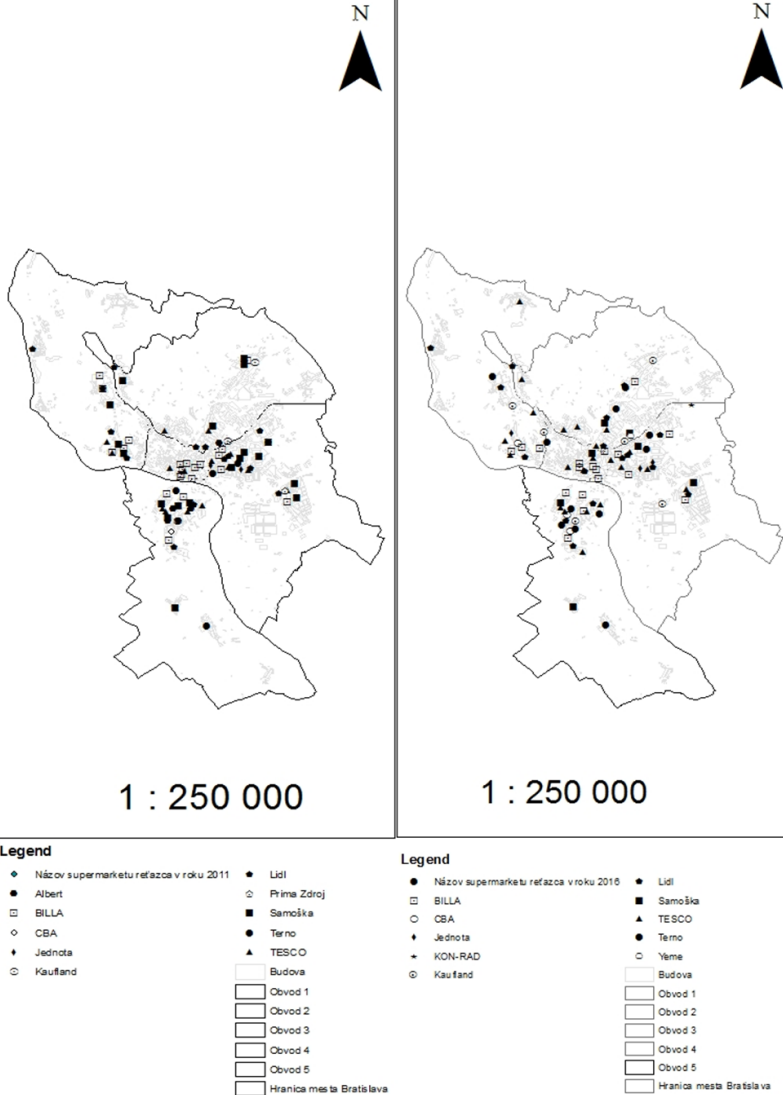 N
N
1 : 250 000
1 : 250 000
Legend
Názov supermarketu reťazca v roku 2011
Albert
BILLA
CBA
Jednota
Kaufland
Lidl
Prima Zdroj
Samoška
Terno
TESCO
Budova
Obvod 1
Obvod 2
Obvod 3
Obvod 4
Obvod 5
Hranica mesta Bratislava
Legend
Názov supermarketu reťazca v roku 2016
BILLA
CBA
Jednota
KON-RAD
Kaufland
Lidl
Samoška
TESCO
Terno
Yeme
Budova
Obvod 1
Obvod 2
Obvod 3
Obvod 4
Obvod 5
Hranica mesta Bratislava